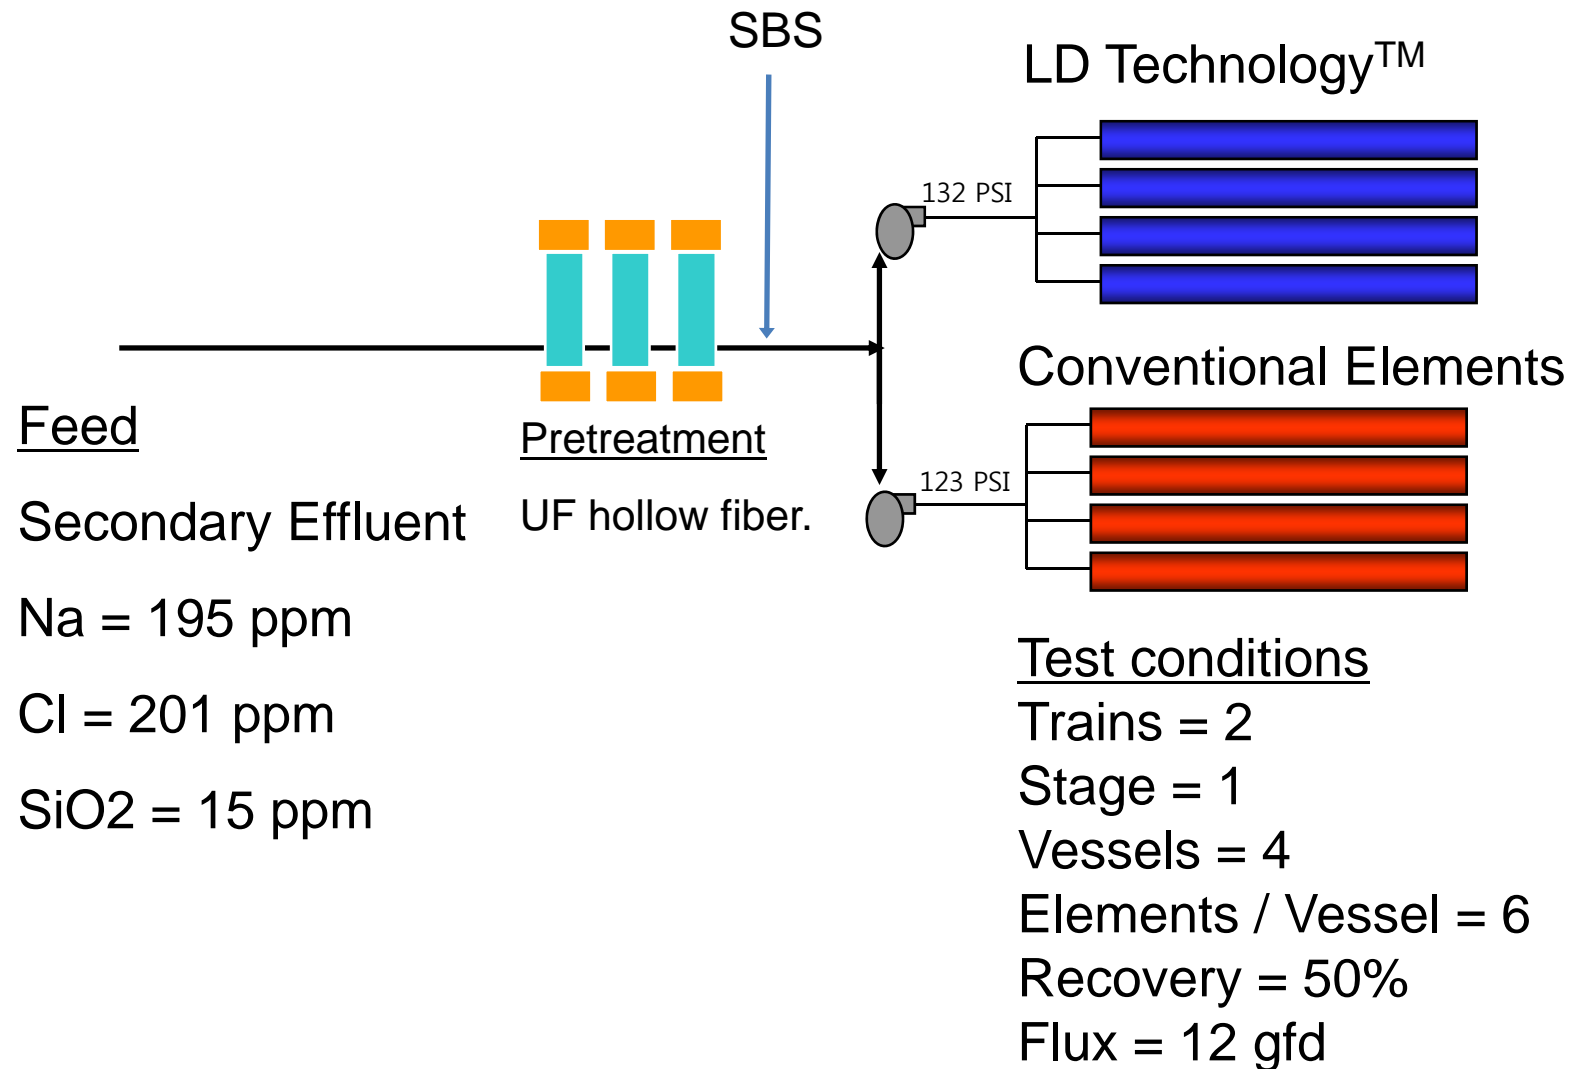 SBS
LD Technology™
132 PSI
Conventional Elements
123 PSI
Feed
Secondary Effluent
Na = 195 ppm
Cl = 201 ppm
SiO2 = 15 ppm
Pretreatment
UF hollow fiber.
Test conditions
Trains = 2
Stage = 1
Vessels = 4
Elements / Vessel = 6
Recovery = 50%
Flux = 12 gfd